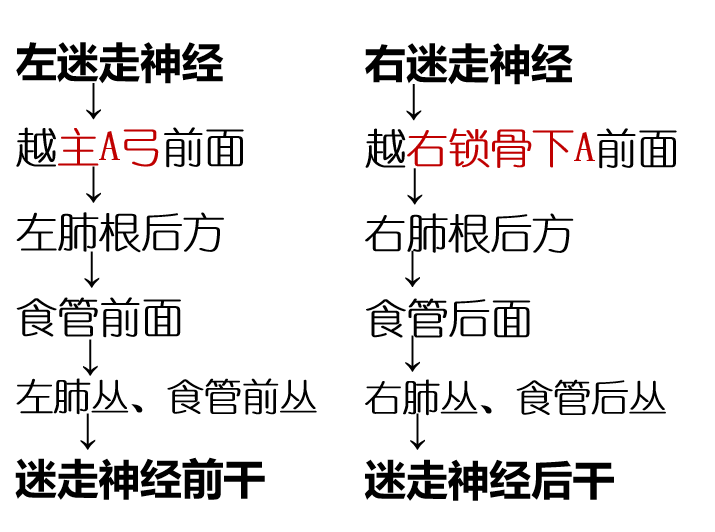 左迷走神经
↓
越主A弓前面
↓
左肺根后方
↓
食管前面
↓
左肺丛、食管前丛
↓
迷走神经前干
右迷走神经
↓
越右锁骨下A前面
↓
右肺根后方
↓
食管后面
↓
右肺丛、食管后丛
↓
迷走神经后干